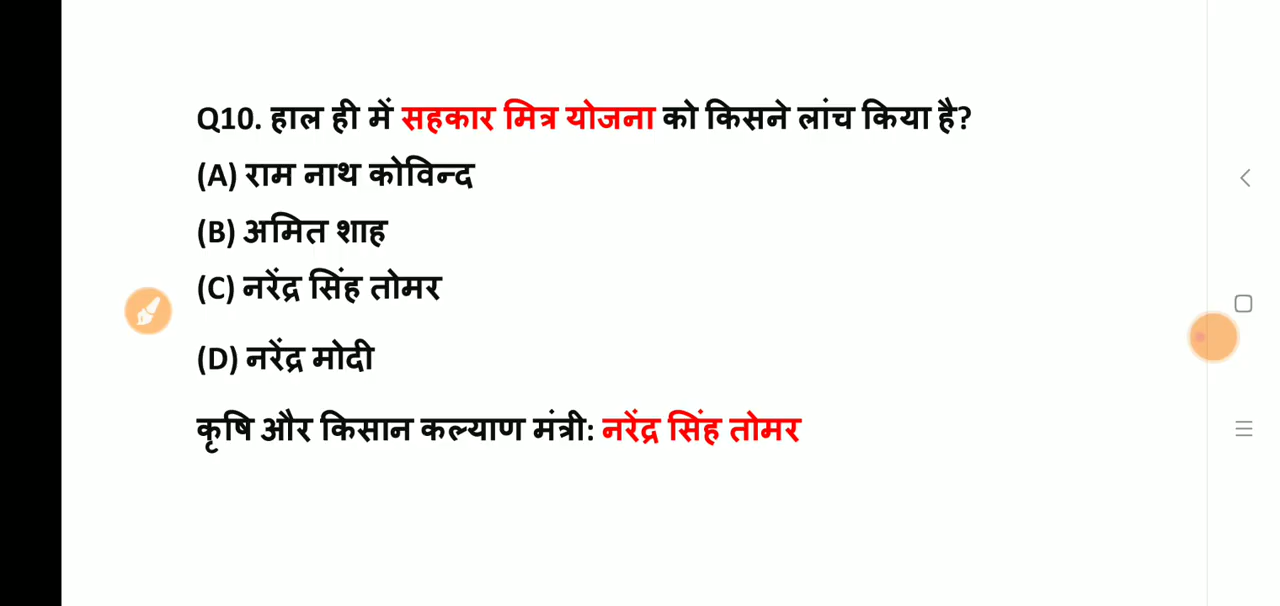 Q10. हाल ही में सहकार मित्र योजना को किसने लांच किया है?
(A) राम नाथ कोविन्द
(B) अमित शाह
(C) नरेंद्र सिंह तोमर
(D) नरेंद्र मोदी
कृषि और किसान कल्याण मंत्री: नरेंद्र सिंह तोमर